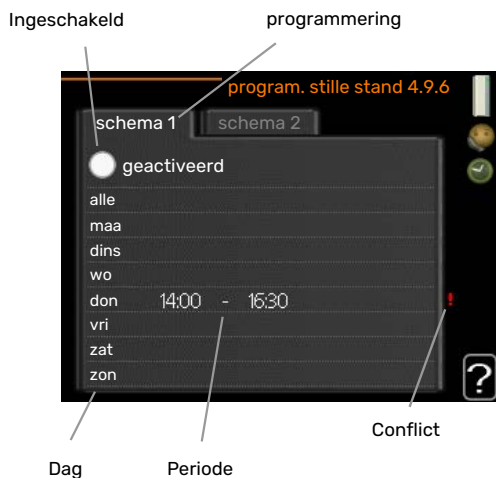 Ingeschakeld
programmering
program. stille stand 4.9.6
schema 1
schema 2
geactiveerd
alle
maa
dins
wo
don 14:00 - 16:30
vri
zat
zon
!
?
Conflict
Dag
Periode